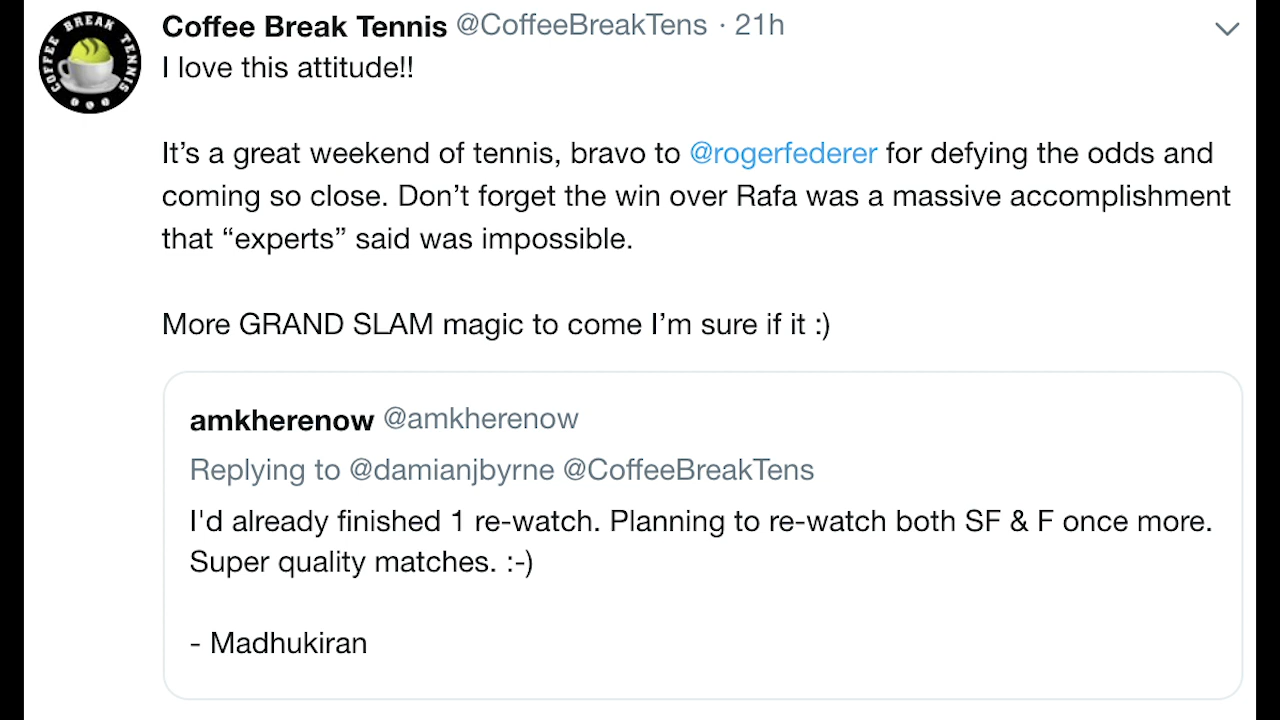 COFFEE BREAK TENNIS
Coffee Break Tennis @CoffeeBreakTens · 21h
I love this attitude!!
It’s a great weekend of tennis, bravo to @rogerfederer for defying the odds and
coming so close. Don’t forget the win over Rafa was a massive accomplishment
that “experts” said was impossible.
More GRAND SLAM magic to come I’m sure if it :)
amkherenow @amkherenow
Replying to @damianjbyrne @CoffeeBreakTens
I'd already finished 1 re-watch. Planning to re-watch both SF & F once more.
Super quality matches. :-)
- Madhukiran